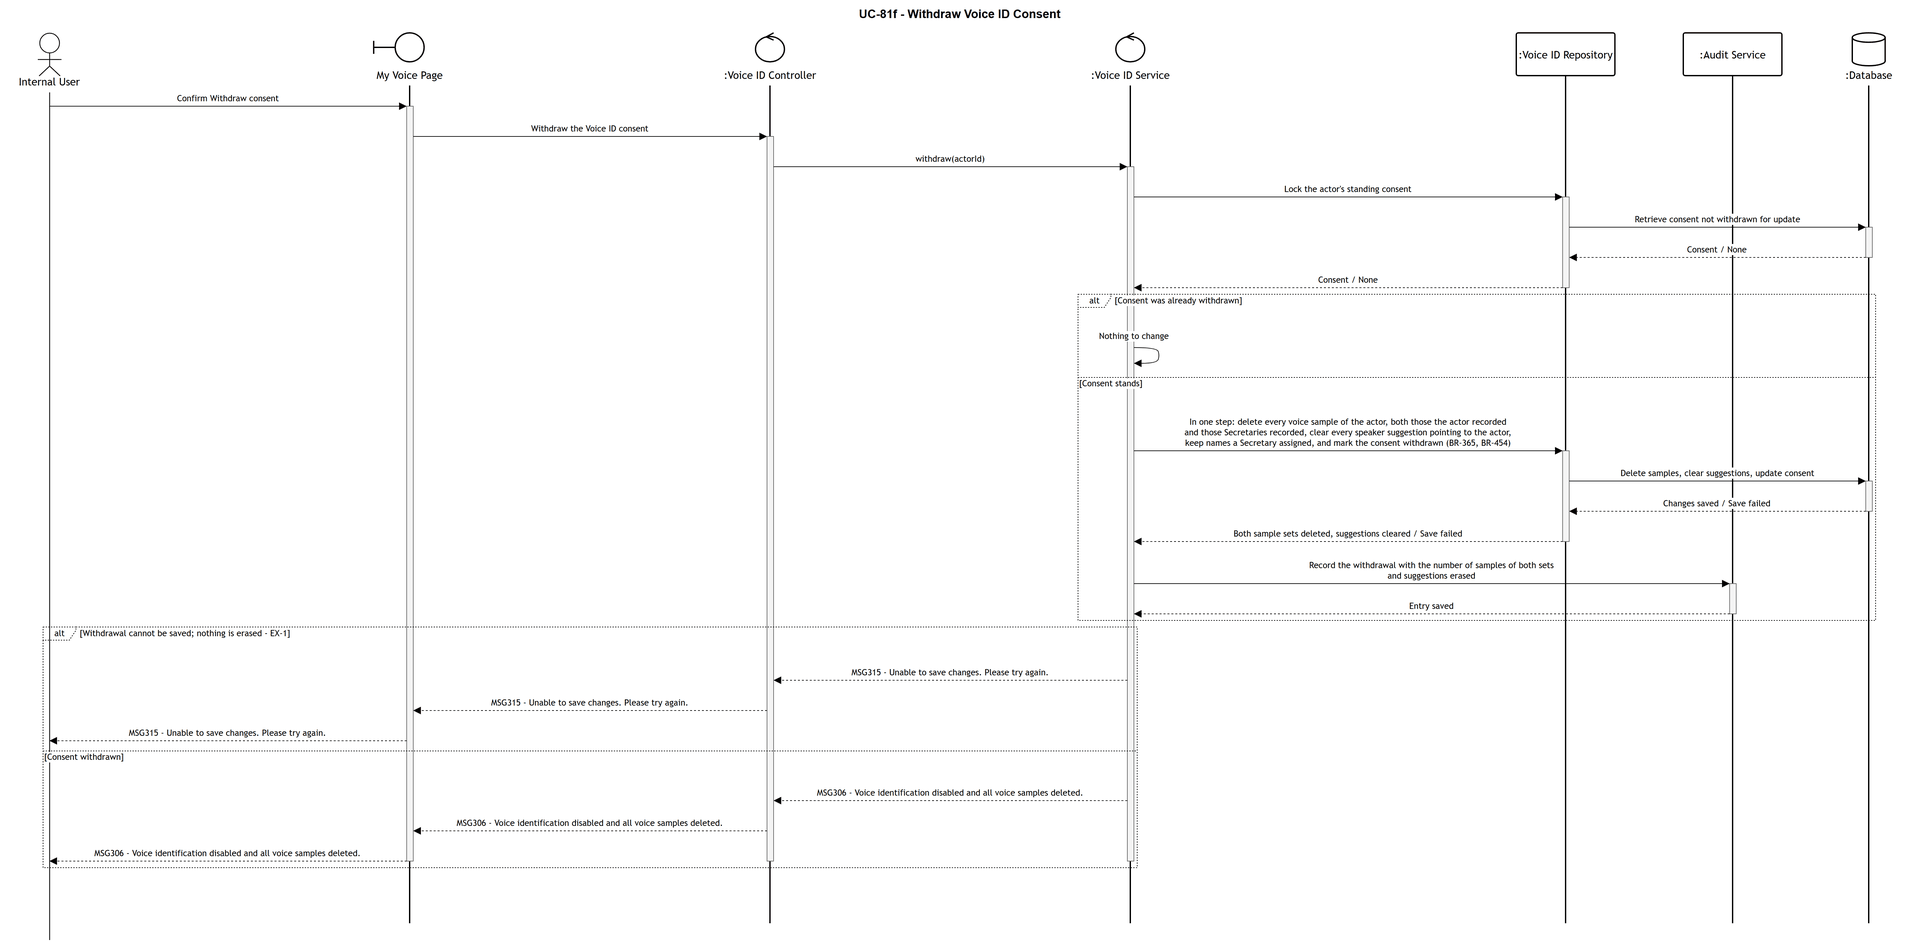 UC-81f - Withdraw Voice ID Consent
Internal User
My Voice Page
:Voice ID Controller
:Voice ID Service
:Voice ID Repository
:Audit Service
:Database
Confirm Withdraw consent
Withdraw the Voice ID consent
withdraw(actorId)
Lock the actor's standing consent
Retrieve consent not withdrawn for update
Consent / None
Consent / None
alt
[Consent was already withdrawn]
Nothing to change
[Consent stands]
In one step: delete every voice sample of the actor, both those the actor recorded
and those Secretaries recorded, clear every speaker suggestion pointing to the actor,
keep names a Secretary assigned, and mark the consent withdrawn (BR-365, BR-454)
Delete samples, clear suggestions, update consent
Changes saved / Save failed
Both sample sets deleted, suggestions cleared / Save failed
Record the withdrawal with the number of samples of both sets
and suggestions erased
Entry saved
alt
[Withdrawal cannot be saved; nothing is erased - EX-1]
MSG315 - Unable to save changes. Please try again.
MSG315 - Unable to save changes. Please try again.
MSG315 - Unable to save changes. Please try again.
[Consent withdrawn]
MSG306 - Voice identification disabled and all voice samples deleted.
MSG306 - Voice identification disabled and all voice samples deleted.
MSG306 - Voice identification disabled and all voice samples deleted.